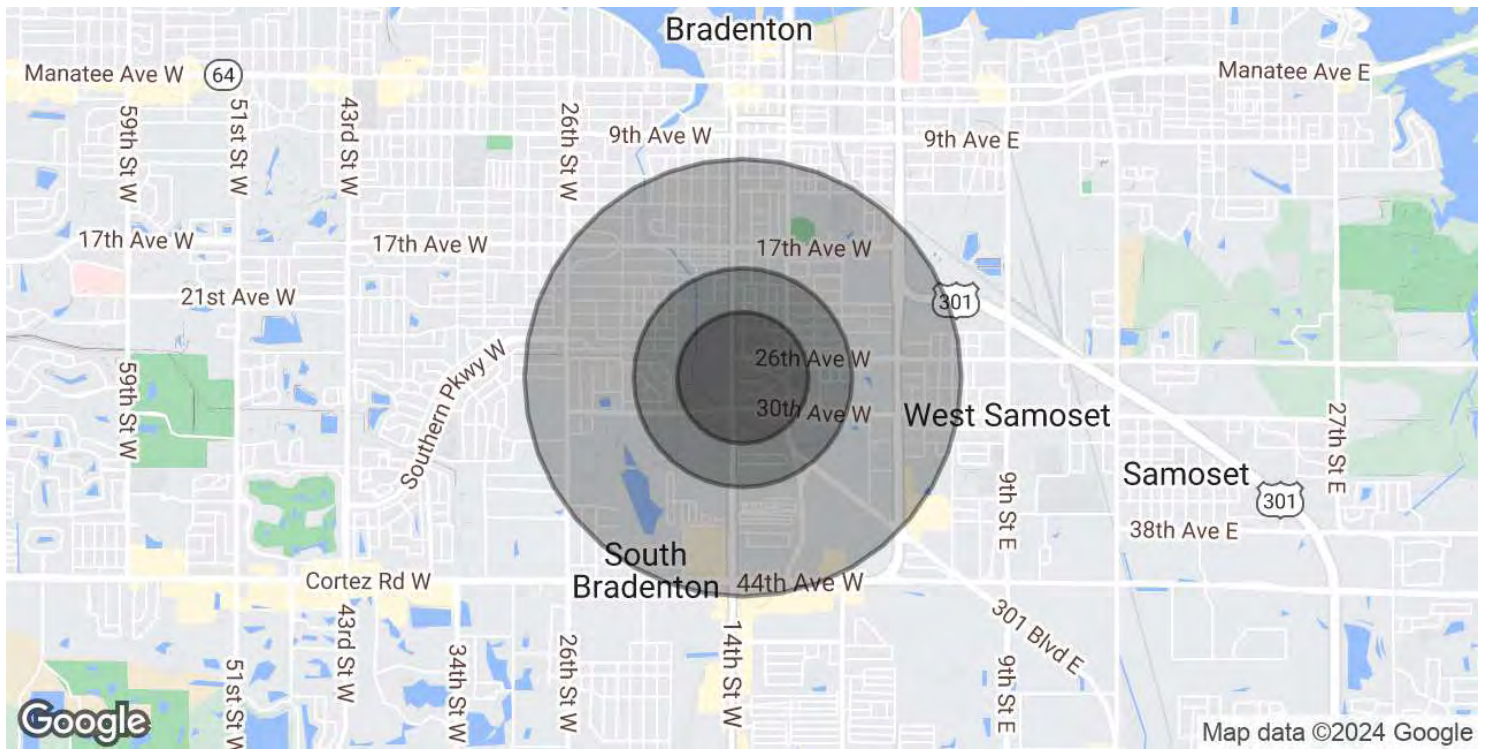 Bradenton
Manatee Ave W
64
Manatee Ave E
59th St W
51st St W
43rd St W
26th St W
9th Ave W
9th Ave E
17th Ave W
17th Ave W
17th Ave W
21st Ave W
301
Southern Pkwy W
26th Ave W
59th St W
30th Ave W
West Samoset
27th St E
Samoset
301
9th St E
38th Ave E
South
Bradenton
Cortez Rd W
44th Ave W
43rd St W
34th St W
26th St W
14th St W
301 Blvd E
51st St W
9th St E
Google
Map data ©2024 Google